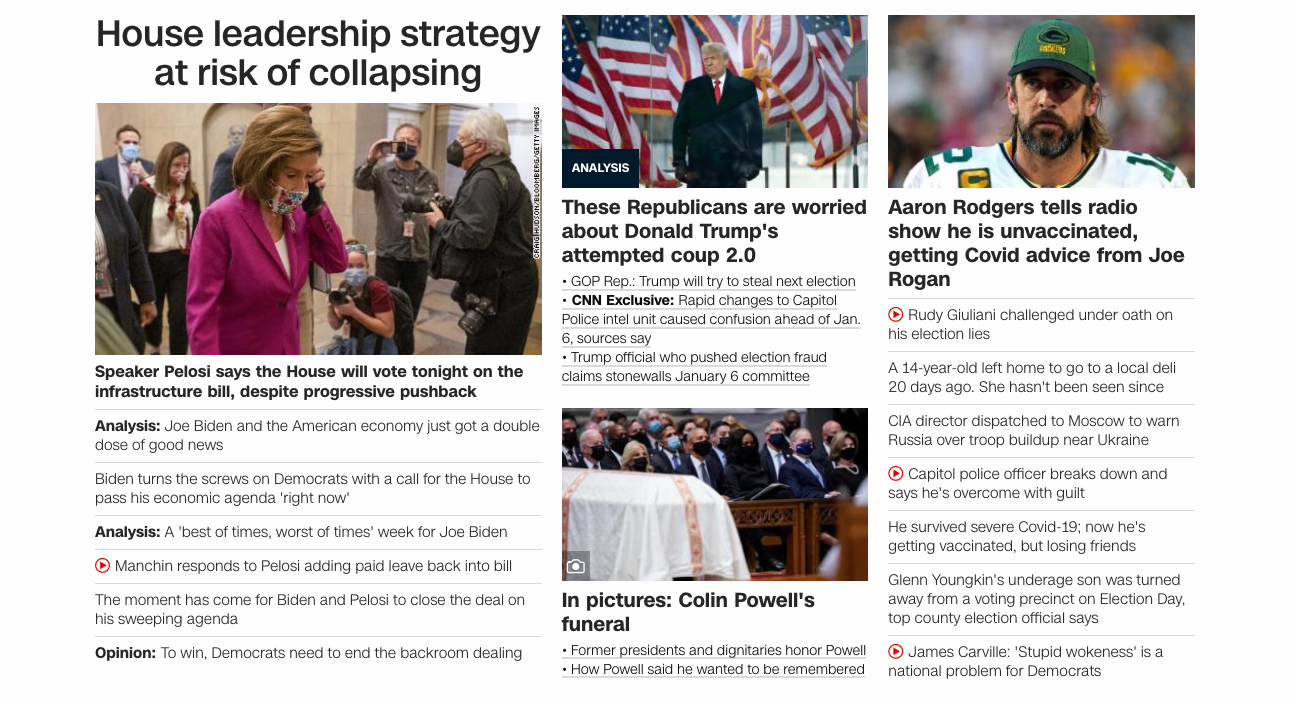 House leadership strategy
at risk of collapsing
CRAIG HUDSON/BLOOMBERG/GETTY IMAGES
Speaker Pelosi says the House will vote tonight on the
infrastructure bill, despite progressive pushback
Analysis: Joe Biden and the American economy just got a double
dose of good news
Biden turns the screws on Democrats with a call for the House to
pass his economic agenda 'right now'
Analysis: A 'best of times, worst of times' week for Joe Biden
Manchin responds to Pelosi adding paid leave back into bill
The moment has come for Biden and Pelosi to close the deal on
his sweeping agenda
Opinion: To win, Democrats need to end the backroom dealing
ANALYSIS
These Republicans are worried
about Donald Trump's
attempted coup 2.0
• GOP Rep.: Trump will try to steal next election
• CNN Exclusive: Rapid changes to Capitol
Police intel unit caused confusion ahead of Jan.
6, sources say
• Trump official who pushed election fraud
claims stonewalls January 6 committee
In pictures: Colin Powell's
funeral
• Former presidents and dignitaries honor Powell
• How Powell said he wanted to be remembered
PACKERS
12
Aaron Rodgers tells radio
show he is unvaccinated,
getting Covid advice from Joe
Rogan
Rudy Giuliani challenged under oath on
his election lies
A 14-year-old left home to go to a local deli
20 days ago. She hasn't been seen since
CIA director dispatched to Moscow to warn
Russia over troop buildup near Ukraine
Capitol police officer breaks down and
says he's overcome with guilt
He survived severe Covid-19; now he's
getting vaccinated, but losing friends
Glenn Youngkin's underage son was turned
away from a voting precinct on Election Day,
top county election official says
James Carville: 'Stupid wokeness' is a
national problem for Democrats